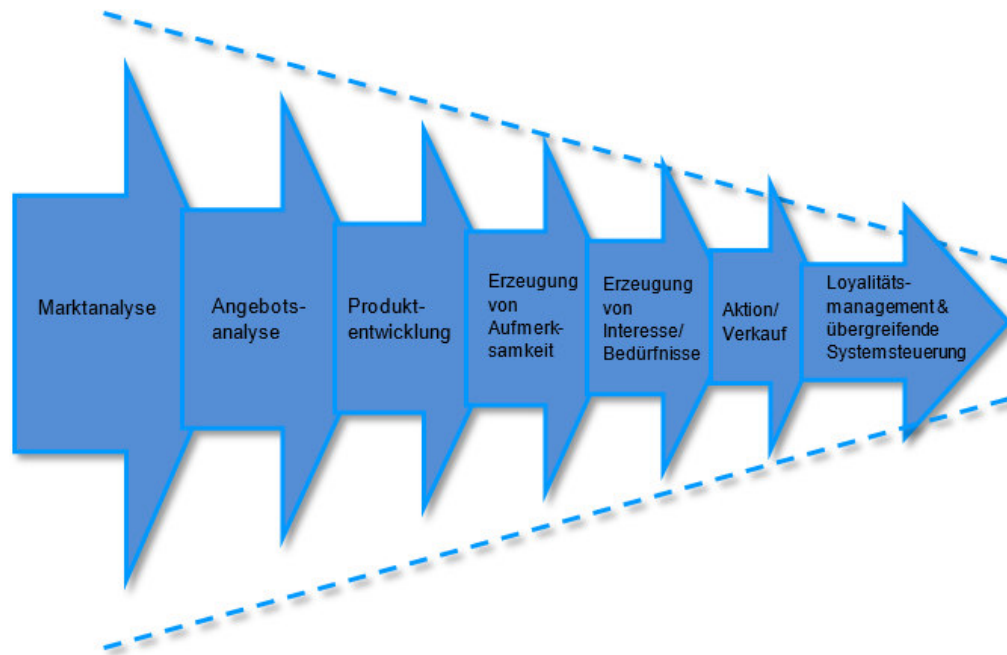 Marktanalyse
Angebots-
analyse
Produkt-
entwicklung
Erzeugung
von
Aufmerk-
samkeit
Erzeugung
von
Interesse/
Bedürfnisse
Aktion/
Verkauf
Loyalitäts-
management &
übergreifende
Systemsteuerung